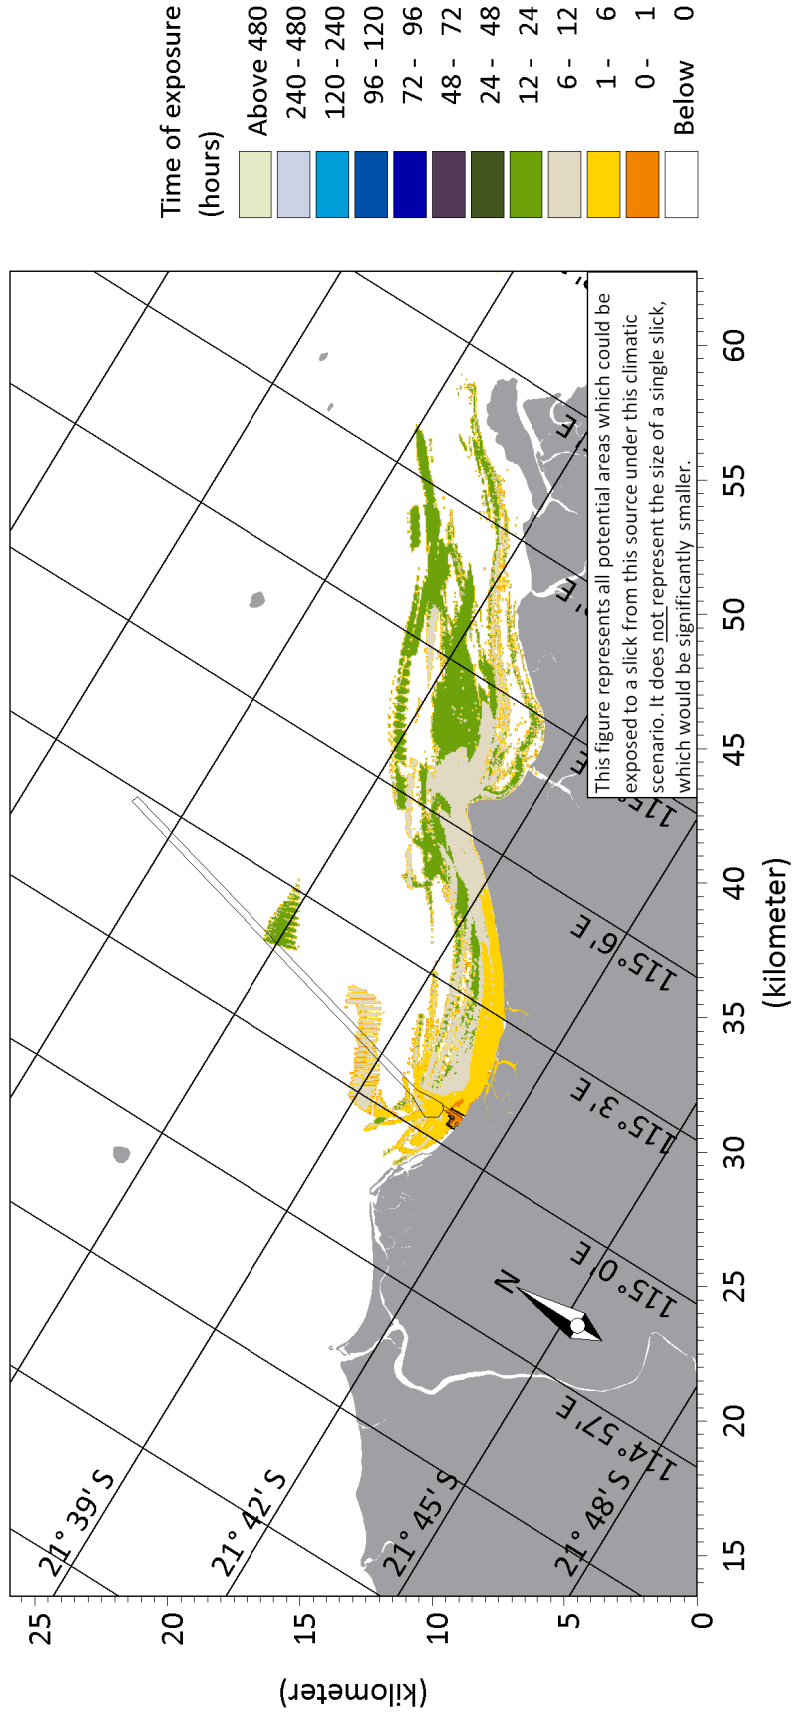 Time of exposure
(hours)
Above 480
240 - 480
120 - 240
96 - 120
72 - 96
48 - 72
24 - 48
12 - 24
6 - 12
1 - 6
0 - 1
Below 0
25
20
15
10
5
0
(kilometer)
21° 39' S
21° 42' S
21° 45' S
21° 48' S
114° 57' E
115° 0' E
115° 3' E
115° 6' E
115°
E
E
E
N
This figure represents all potential areas which could be
exposed to a slick from this source under this climatic
scenario. It does not represent the size of a single slick,
which would be significantly smaller.
15
20
25
30
35
40
45
50
55
60
(kilometer)